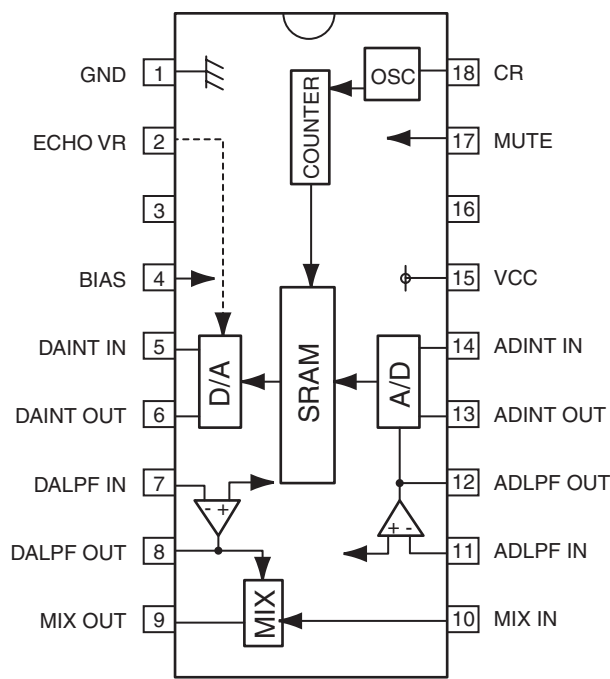 GND 1
ECHO VR 2
3
BIAS 4
DAINT IN 5
DAINT OUT 6
DALPF IN 7
DALPF OUT 8
MIX OUT 9
OSC
COUNTER
SRAM
D/A
A/D
- +
+ -
MIX
18 CR
17 MUTE
16
15 VCC
14 ADINT IN
13 ADINT OUT
12 ADLPF OUT
11 ADLPF IN
10 MIX IN